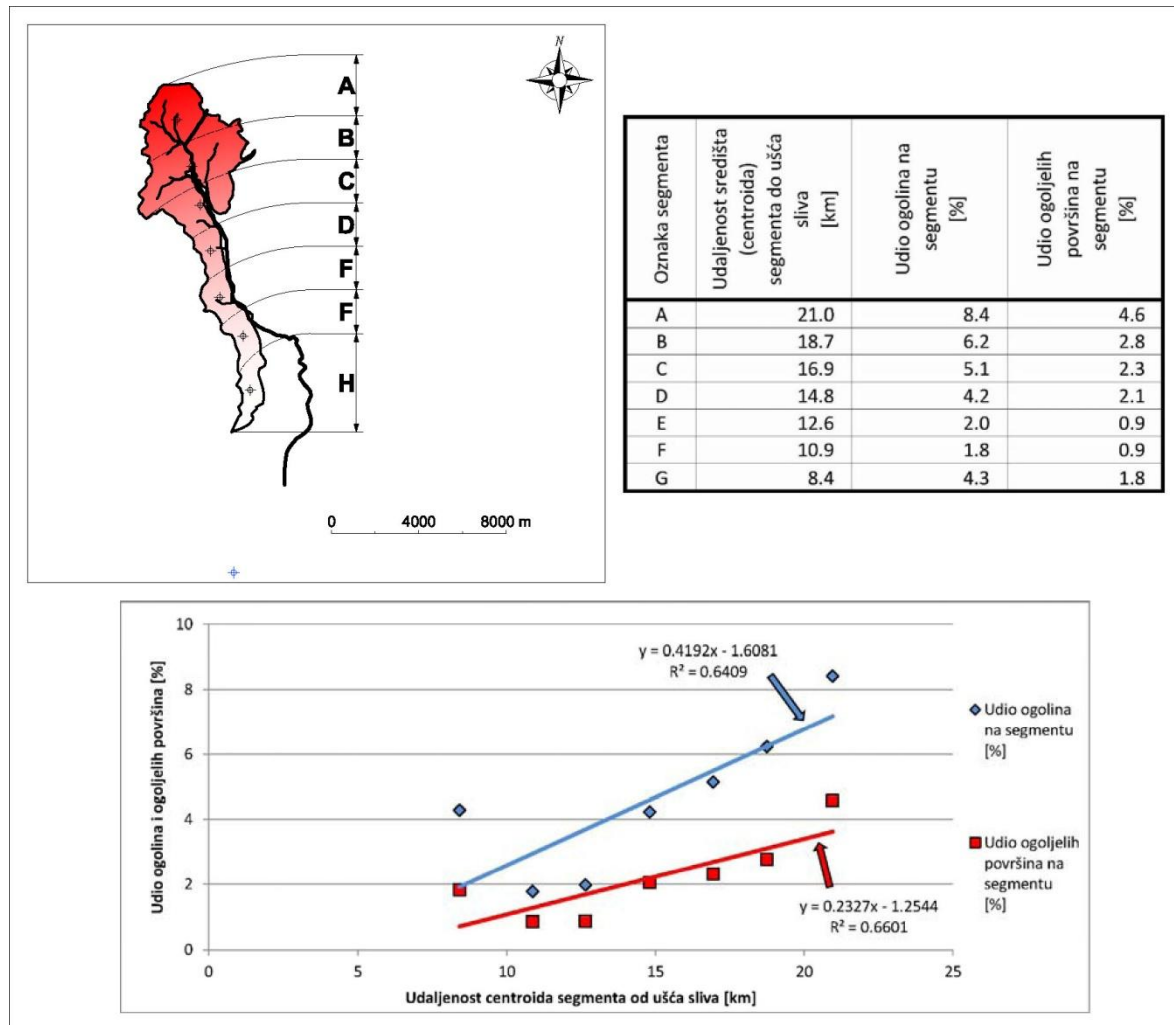 N
A
B
C
D
F
F
H
0 4000 8000 m
Oznaka segmenta
Udaljenost središta
(centroida)
segmenta do ušća
sliva
[km]
Udio ogolina na
segmentu
[%]
Udio ogoljelih
površina na
segmentu
[%]
A 21.0 8.4 4.6
B 18.7 6.2 2.8
C 16.9 5.1 2.3
D 14.8 4.2 2.1
E 12.6 2.0 0.9
F 10.9 1.8 0.9
G 8.4 4.3 1.8
Udio ogolina i ogoljelih površina [%]
10
8
6
4
2
0
0 5 10 15 20 25
Udaljenost centroida segmenta od ušća sliva [km]
y = 0.4192x - 1.6081
R² = 0.6409
y = 0.2327x - 1.2544
R² = 0.6601
Udio ogolina
na segmentu
[%]
Udio ogoljelih
površina na
segmentu
[%]